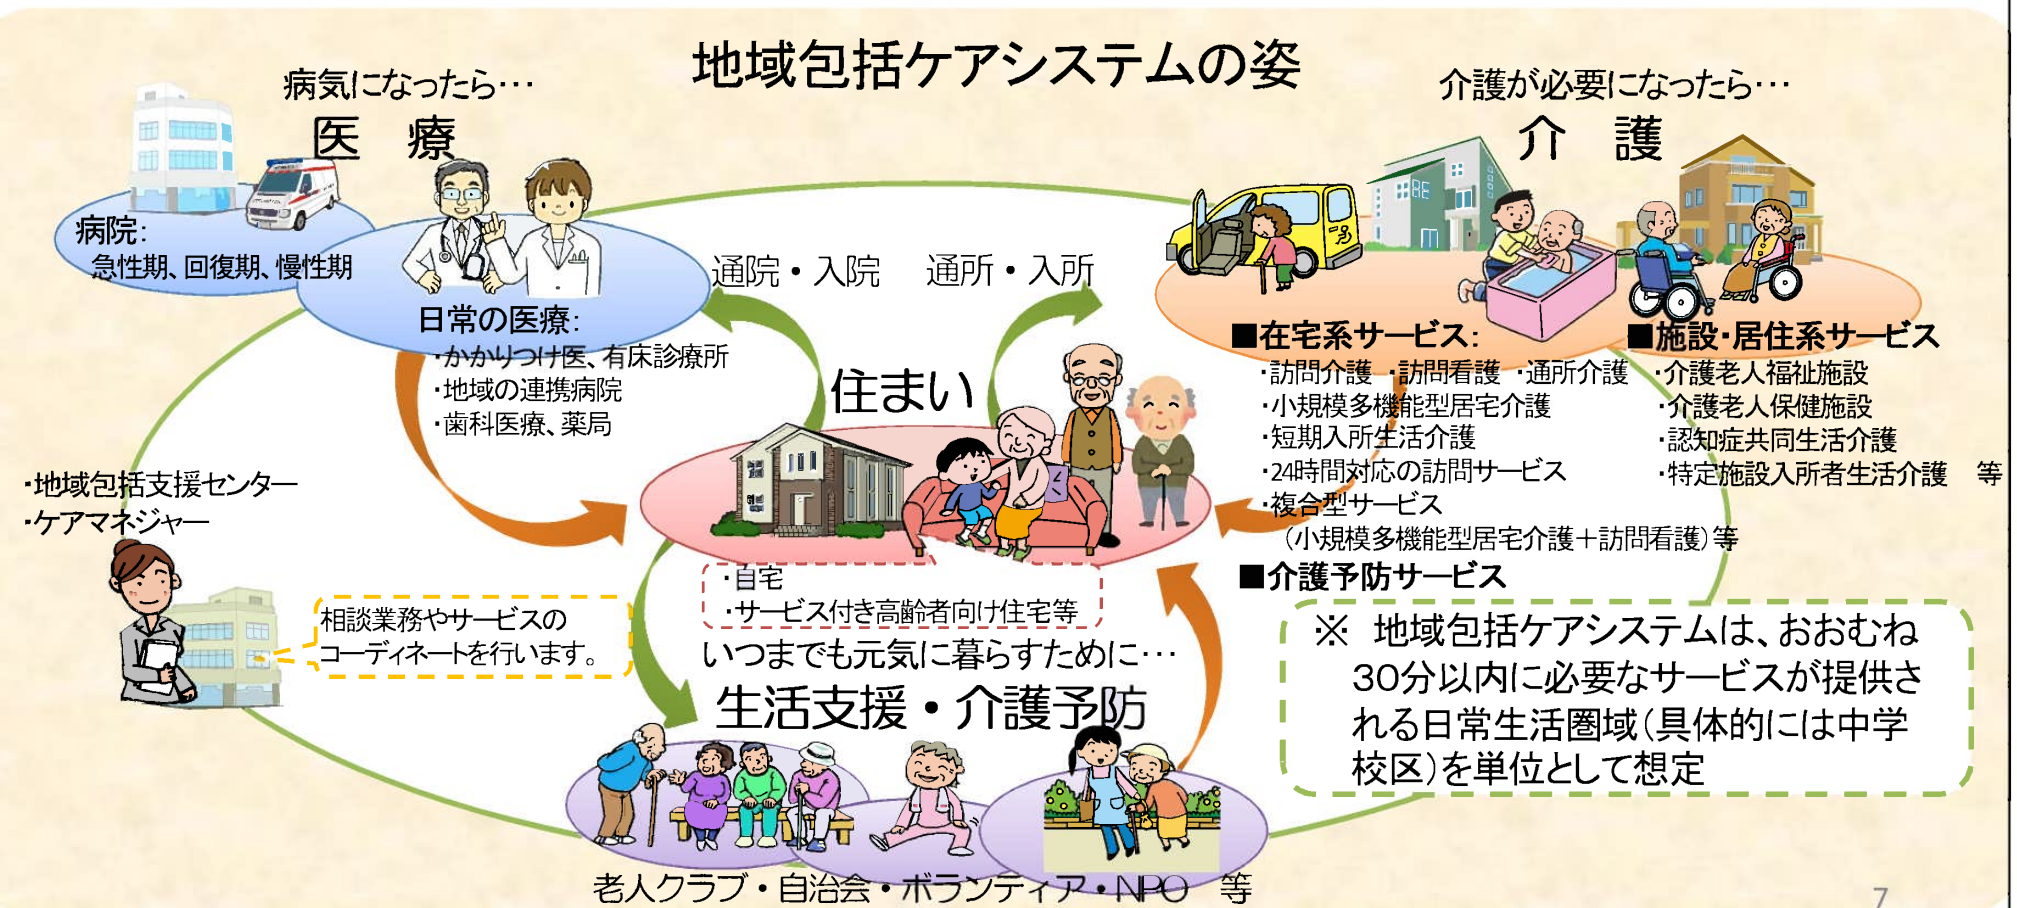 地域包括ケアシステムの姿
病気になったら…
医　療
介護が必要になったら…
介　護
病院:
急性期、回復期、慢性期
日常の医療:
・かかりつけ医、有床診療所
・地域の連携病院
・歯科医療、薬局
通院・入院　通所・入所
住まい
■在宅系サービス:
・訪問介護　・訪問看護　・通所介護
・小規模多機能型居宅介護
・短期入所生活介護
・24時間対応の訪問サービス
・複合型サービス
（小規模多機能型居宅介護＋訪問看護）等
■介護予防サービス
■施設・居住系サービス
・介護老人福祉施設
・介護老人保健施設
・認知症共同生活介護
・特定施設入所者生活介護　等
・地域包括支援センター
・ケアマネジャー
相談業務やサービスの
コーディネートを行います。
・自宅
・サービス付き高齢者向け住宅等
いつまでも元気に暮らすために…
生活支援・介護予防
※　地域包括ケアシステムは、おおむね
30分以内に必要なサービスが提供さ
れる日常生活圏域（具体的には中学
校区）を単位として想定
老人クラブ・自治会・ボランティア・NPO　等
7